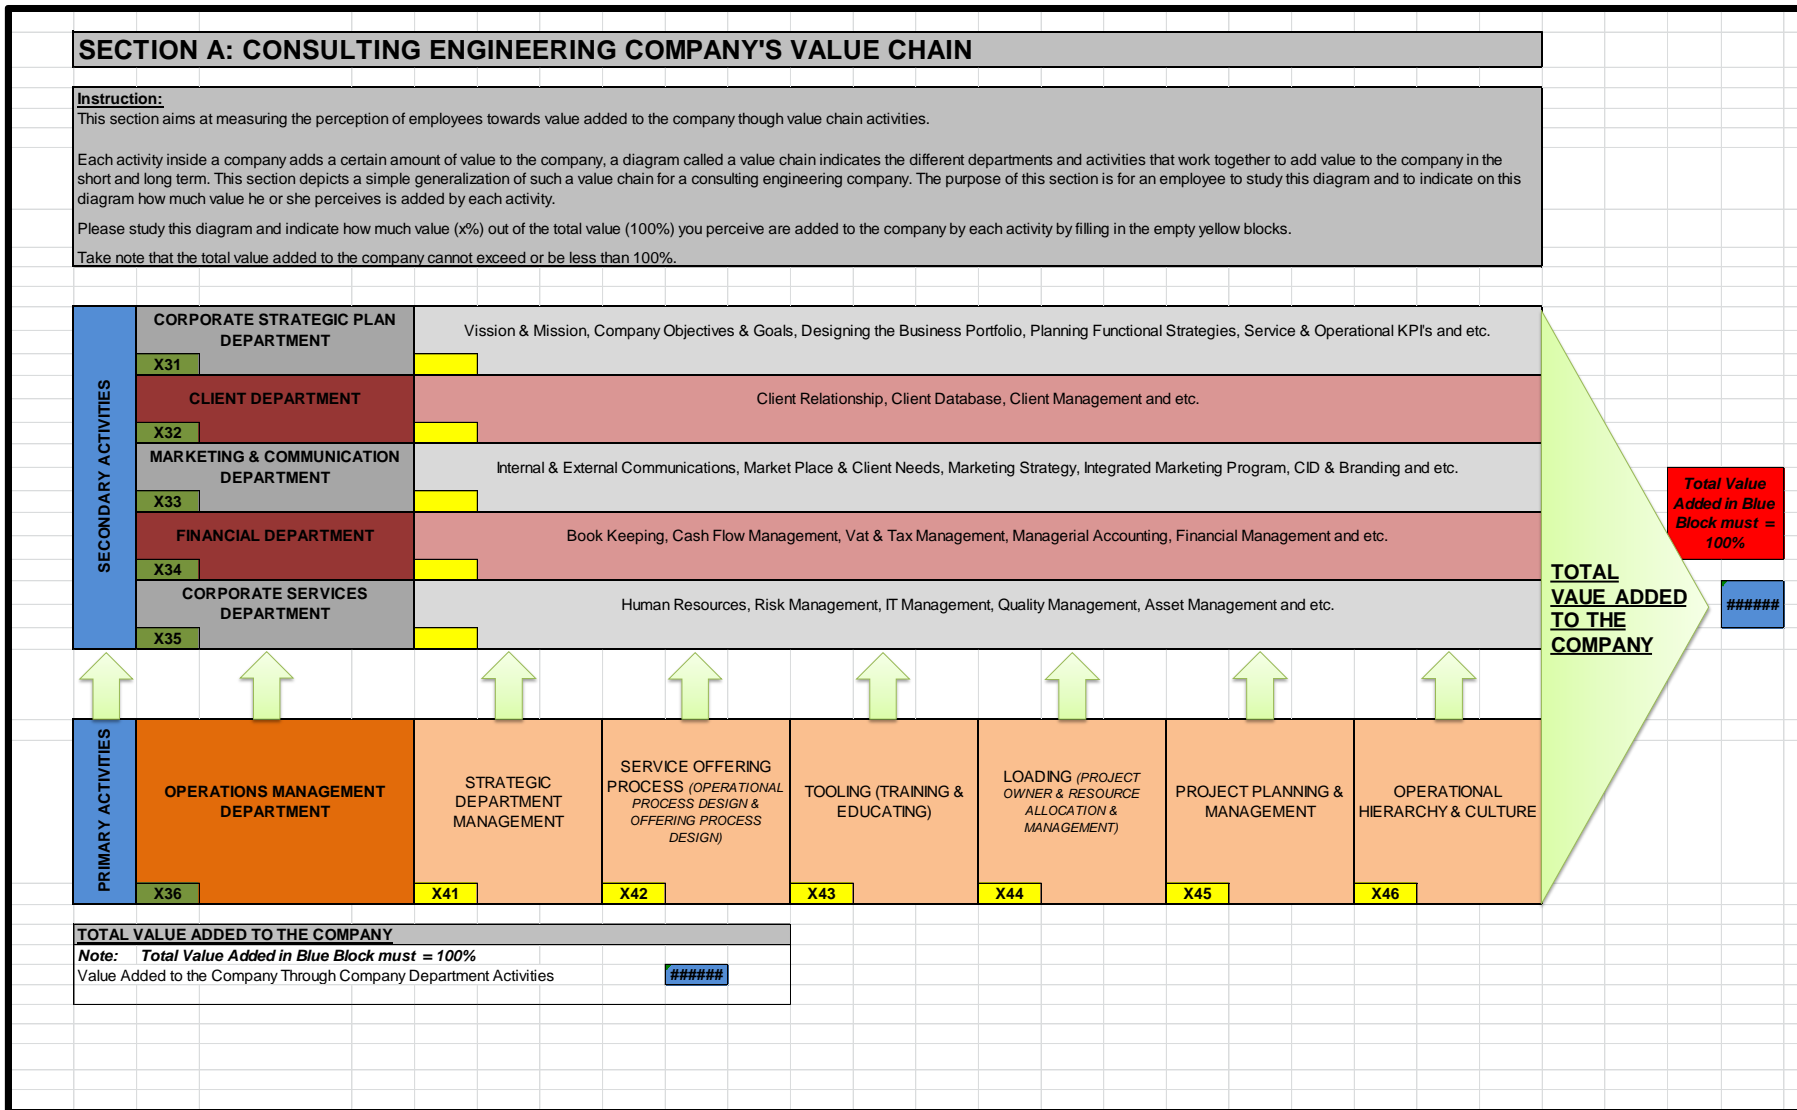 SECTION A: CONSULTING ENGINEERING COMPANY'S VALUE CHAIN
Instruction:
This section aims at measuring the perception of employees towards value added to the company though value chain activities.
Each activity inside a company adds a certain amount of value to the company, a diagram called a value chain indicates the different departments and activities that work together to add value to the company in the
short and long term. This section depicts a simple generalization of such a value chain for a consulting engineering company. The purpose of this section is for an employee to study this diagram and to indicate on this
diagram how much value he or she perceives is added by each activity.
Please study this diagram and indicate how much value (x%) out of the total value (100%) you perceive are added to the company by each activity by filling in the empty yellow blocks.
Take note that the total value added to the company cannot exceed or be less than 100%.
SECONDARY ACTIVITIES
CORPORATE STRATEGIC PLAN
DEPARTMENT
X31
Vission & Mission, Company Objectives & Goals, Designing the Business Portfolio, Planning Functional Strategies, Service & Operational KPI's and etc.
CLIENT DEPARTMENT
X32
Client Relationship, Client Database, Client Management and etc.
MARKETING & COMMUNICATION
DEPARTMENT
X33
Internal & External Communications, Market Place & Client Needs, Marketing Strategy, Integrated Marketing Program, CID & Branding and etc.
FINANCIAL DEPARTMENT
X34
Book Keeping, Cash Flow Management, Vat & Tax Management, Managerial Accounting, Financial Management and etc.
CORPORATE SERVICES
DEPARTMENT
X35
Human Resources, Risk Management, IT Management, Quality Management, Asset Management and etc.
TOTAL
VAUE ADDED
TO THE
COMPANY
Total Value
Added in Blue
Block must =
100%
######
PRIMARY ACTIVITIES
OPERATIONS MANAGEMENT
DEPARTMENT
X36
STRATEGIC
DEPARTMENT
MANAGEMENT
X41
SERVICE OFFERING
PROCESS (OPERATIONAL
PROCESS DESIGN &
OFFERING PROCESS
DESIGN)
X42
TOOLING (TRAINING &
EDUCATING)
X43
LOADING (PROJECT
OWNER & RESOURCE
ALLOCATION &
MANAGEMENT)
X44
PROJECT PLANNING &
MANAGEMENT
X45
OPERATIONAL
HIERARCHY & CULTURE
X46
TOTAL VALUE ADDED TO THE COMPANY
Note: Total Value Added in Blue Block must = 100%
Value Added to the Company Through Company Department Activities
######